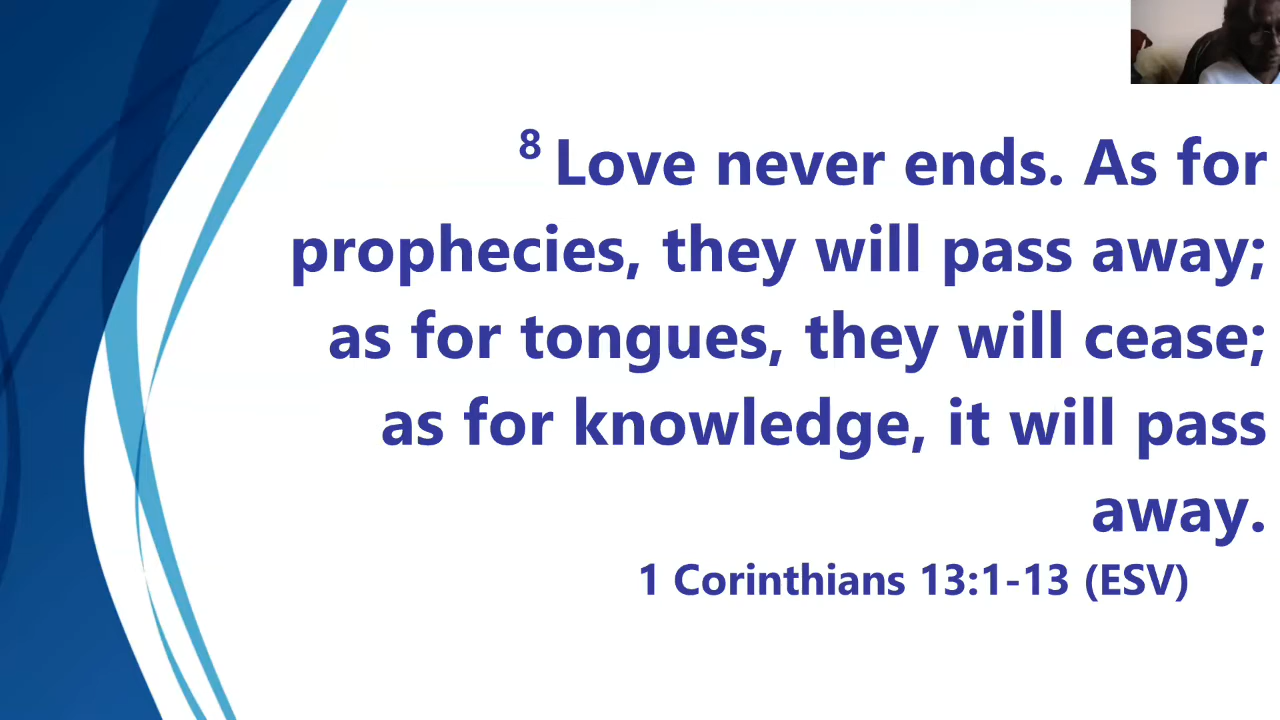 8 Love never ends. As for
prophecies, they will pass away;
as for tongues, they will cease;
as for knowledge, it will pass
away.
1 Corinthians 13:1-13 (ESV)